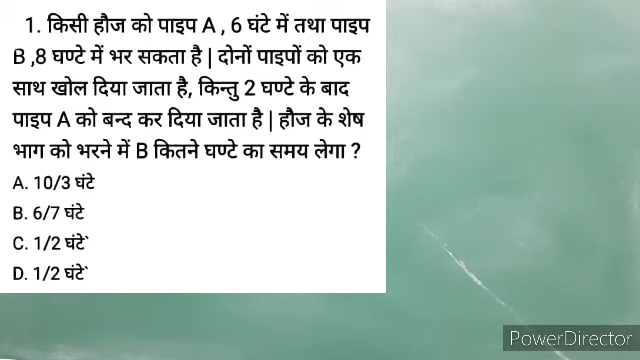 1. किसी हौज को पाइप A , 6 घंटे में तथा पाइप
B ,8 घण्टे में भर सकता है | दोनों पाइपों को एक
साथ खोल दिया जाता है, किन्तु 2 घण्टे के बाद
पाइप A को बन्द कर दिया जाता है | हौज के शेष
भाग को भरने में B कितने घण्टे का समय लेगा ?
A. 10/3 घंटे
B. 6/7 घंटे
C. 1/2 घंटे`
D. 1/2 घंटे`
PowerDirector